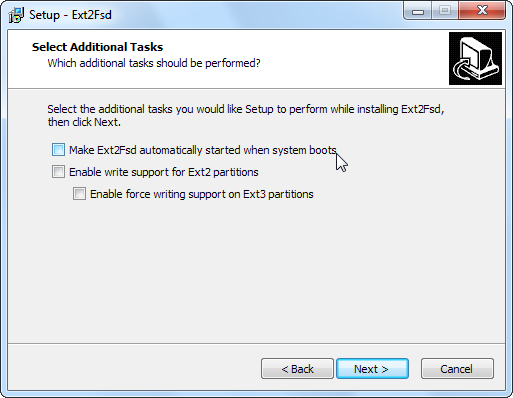 Setup - Ext2Fsd
Select Additional Tasks
Which additional tasks should be performed?
Select the additional tasks you would like Setup to perform while installing Ext2Fsd,
then click Next.
Make Ext2Fsd automatically started when system boots
Enable write support for Ext2 partitions
Enable force writing support on Ext3 partitions
< Back
Next >
Cancel